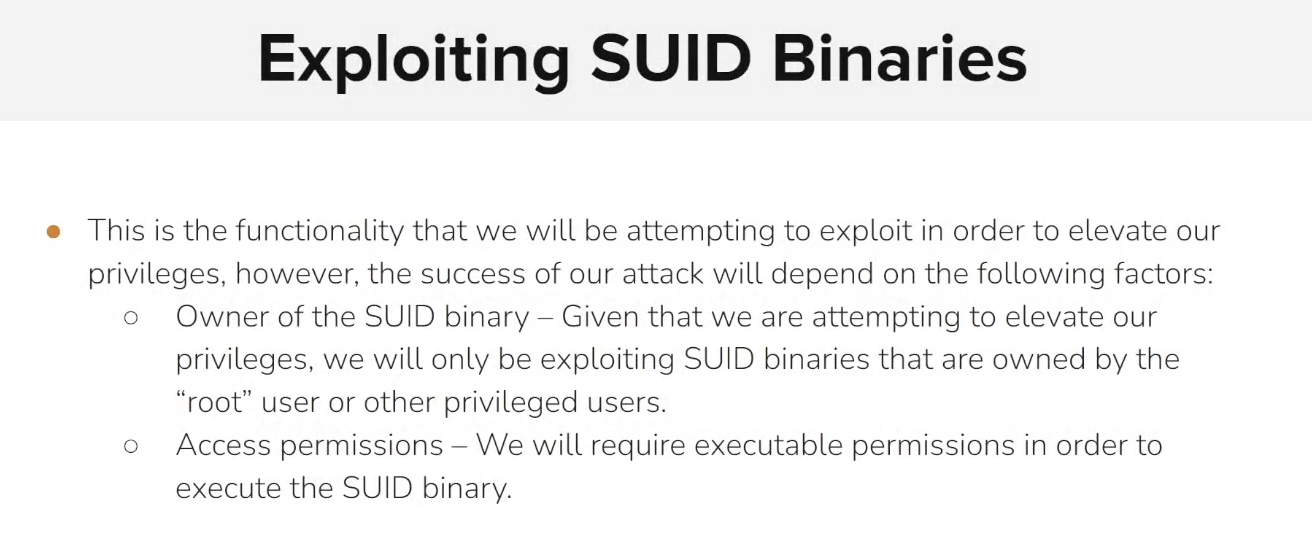 Exploiting SUID Binaries
● This is the functionality that we will be attempting to exploit in order to elevate our
privileges, however, the success of our attack will depend on the following factors:
○ Owner of the SUID binary – Given that we are attempting to elevate our
privileges, we will only be exploiting SUID binaries that are owned by the
“root” user or other privileged users.
○ Access permissions – We will require executable permissions in order to
execute the SUID binary.